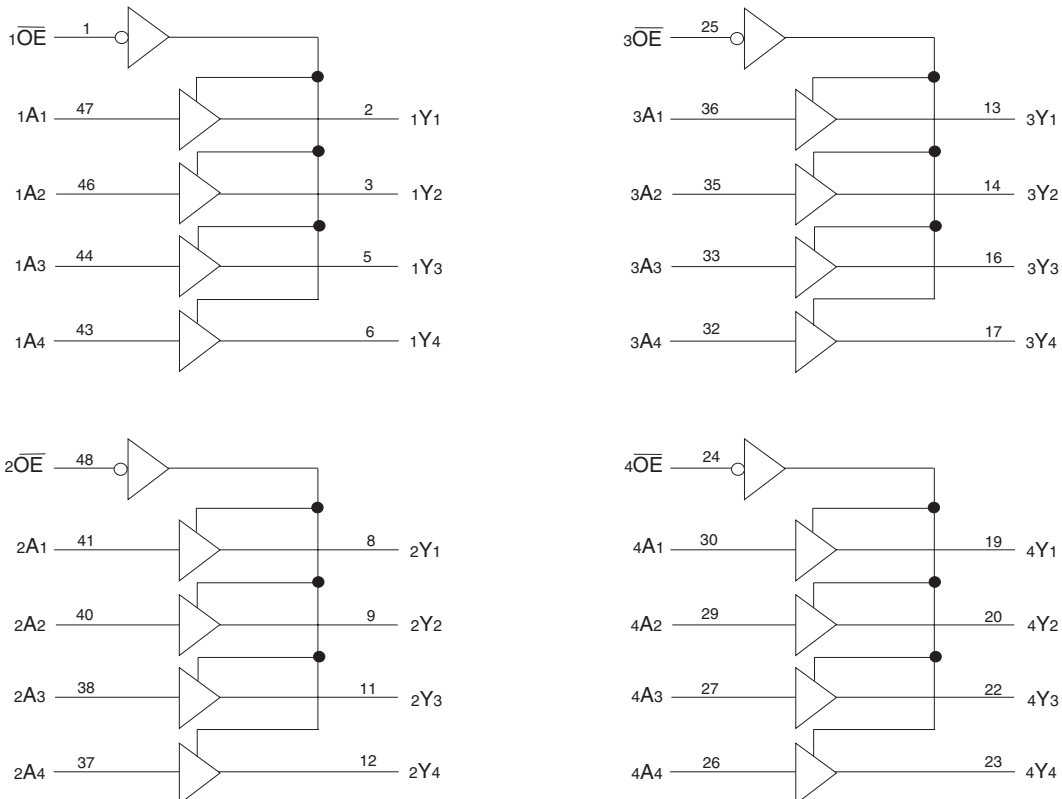 1OE 1
1A1 47 2 1Y1
1A2 46 3 1Y2
1A3 44 5 1Y3
1A4 43 6 1Y4
3OE 25
3A1 36 13 3Y1
3A2 35 14 3Y2
3A3 33 16 3Y3
3A4 32 17 3Y4
2OE 48
2A1 41 8 2Y1
2A2 40 9 2Y2
2A3 38 11 2Y3
2A4 37 12 2Y4
4OE 24
4A1 30 19 4Y1
4A2 29 20 4Y2
4A3 27 22 4Y3
4A4 26 23 4Y4